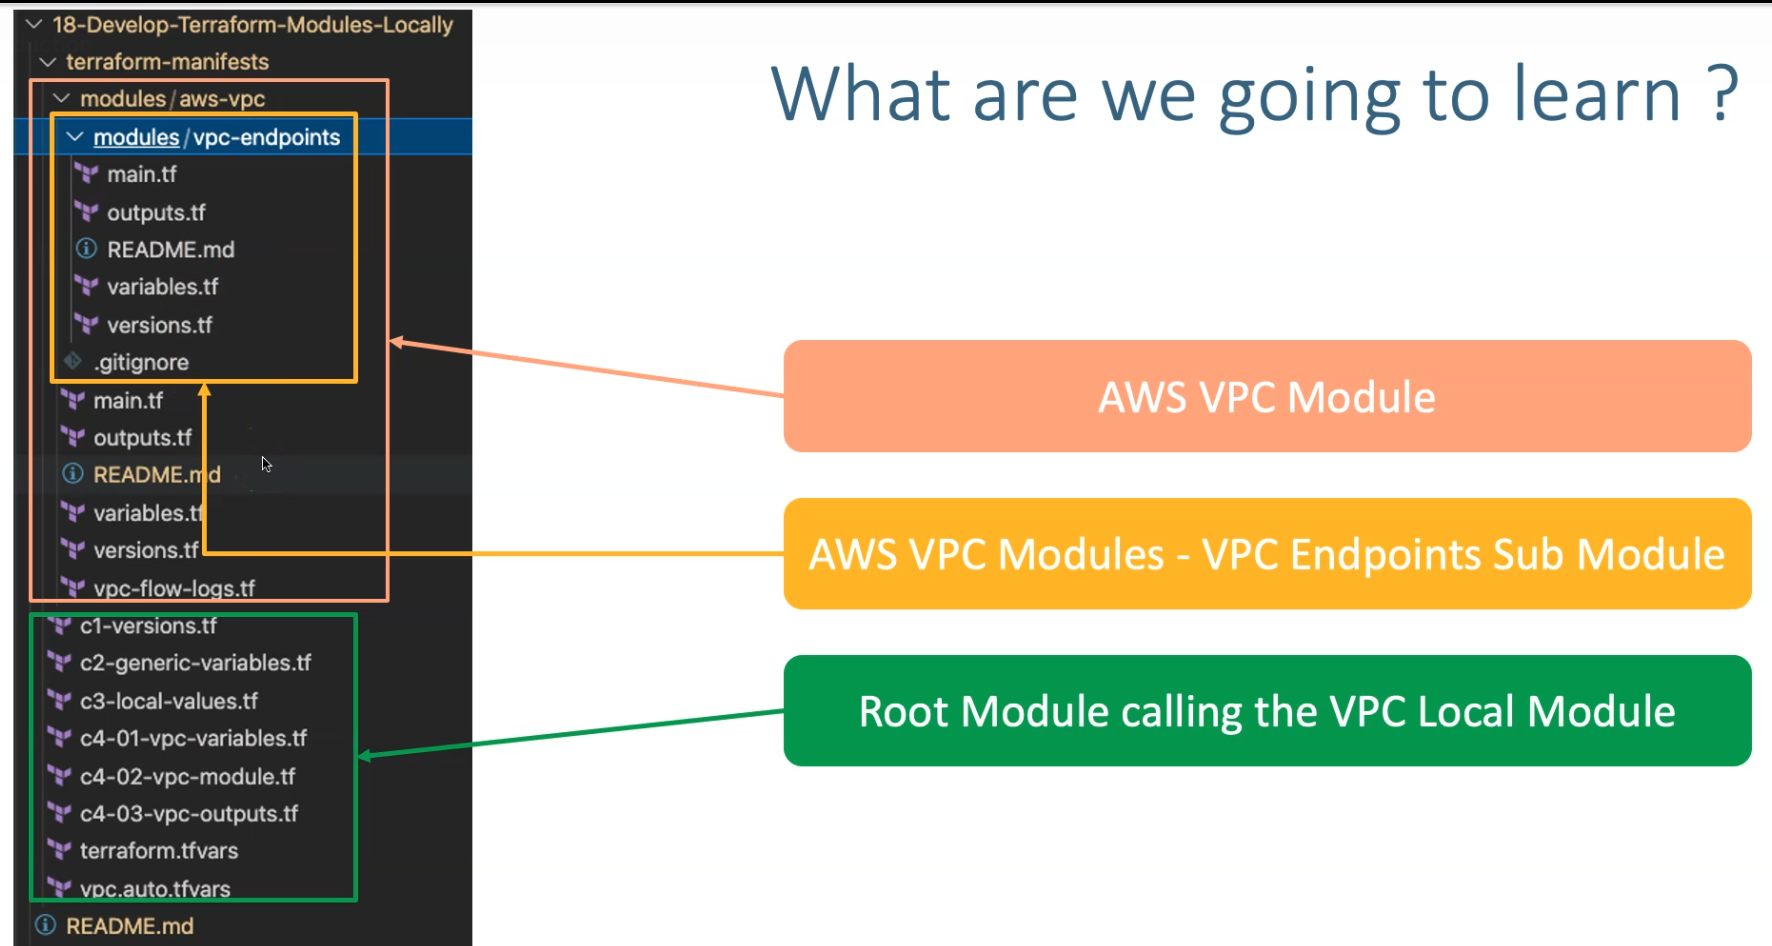 18-Develop-Terraform-Modules-Locally
terraform-manifests
modules/aws-vpc
modules/vpc-endpoints
main.tf
outputs.tf
README.md
variables.tf
versions.tf
.gitignore
main.tf
outputs.tf
README.md
variables.tf
versions.tf
vpc-flow-logs.tf
c1-versions.tf
c2-generic-variables.tf
c3-local-values.tf
c4-01-vpc-variables.tf
c4-02-vpc-module.tf
c4-03-vpc-outputs.tf
terraform.tfvars
vpc.auto.tfvars
README.md
What are we going to learn ?
AWS VPC Module
AWS VPC Modules - VPC Endpoints Sub Module
Root Module calling the VPC Local Module